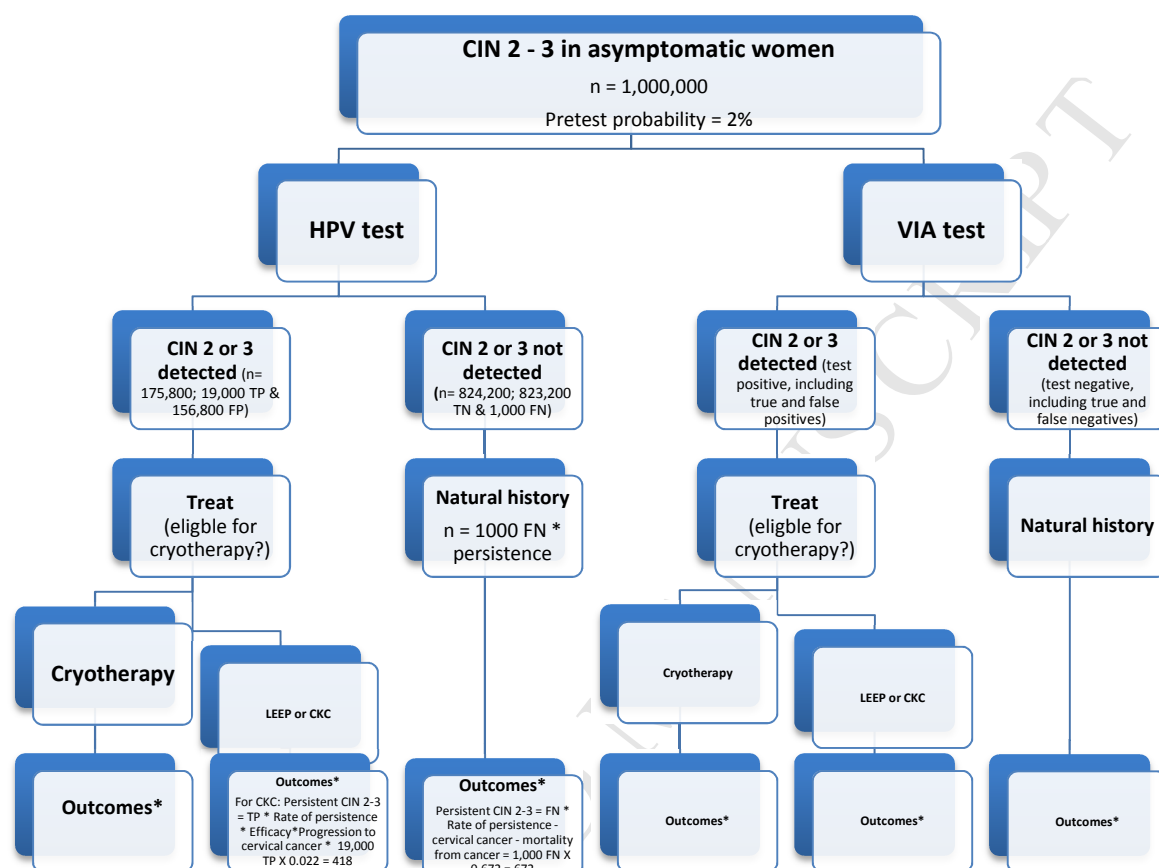 CIN 2 - 3 in asymptomatic women
n = 1,000,000
Pretest probability = 2%
HPV test
VIA test
CIN 2 or 3
detected (n=
175,800; 19,000 TP &
156,800 FP)
CIN 2 or 3 not
detected
(n= 824,200; 823,200
TN & 1,000 FN)
CIN 2 or 3
detected (test
positive, including
true and false
positives)
CIN 2 or 3 not
detected
(test negative,
including true and
false negatives)
Treat
(eligble for
cryotherapy?)
Natural history
n = 1000 FN *
persistence
Treat
(eligble for
cryotherapy?)
Natural history
Cryotherapy
LEEP or CKC
Cryotherapy
LEEP or CKC
Outcomes*
Outcomes*
For CKC: Persistent CIN 2-3
= TP * Rate of persistence
* Efficacy*Progression to
cervical cancer * 19,000
TP X 0.022 = 418
Outcomes*
Persistent CIN 2-3 = FN *
Rate of persistence -
cervical cancer - mortality
from cancer = 1,000 FN X
Outcomes*
Outcomes*
Outcomes*